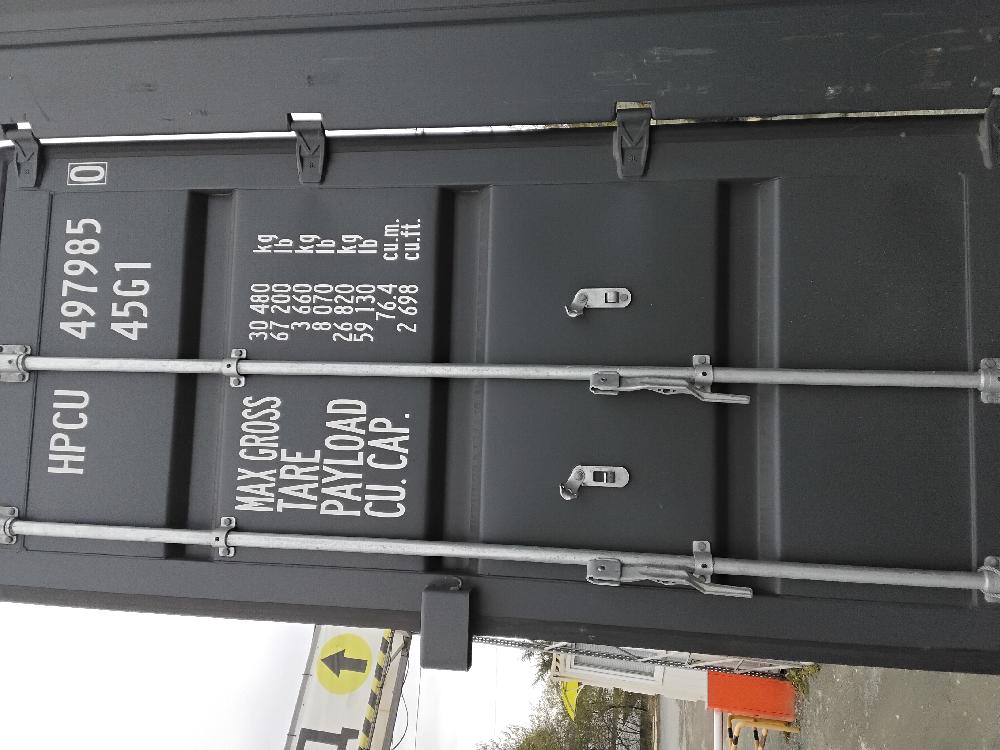 HPCU 497985 0
45G1
MAX GROSS 30 480 kg
67 200 lb
TARE 3 660 kg
8 070 lb
PAYLOAD 26 820 kg
59 130 lb
CU. CAP. 76.4 cu.m.
2 698 cu.ft.